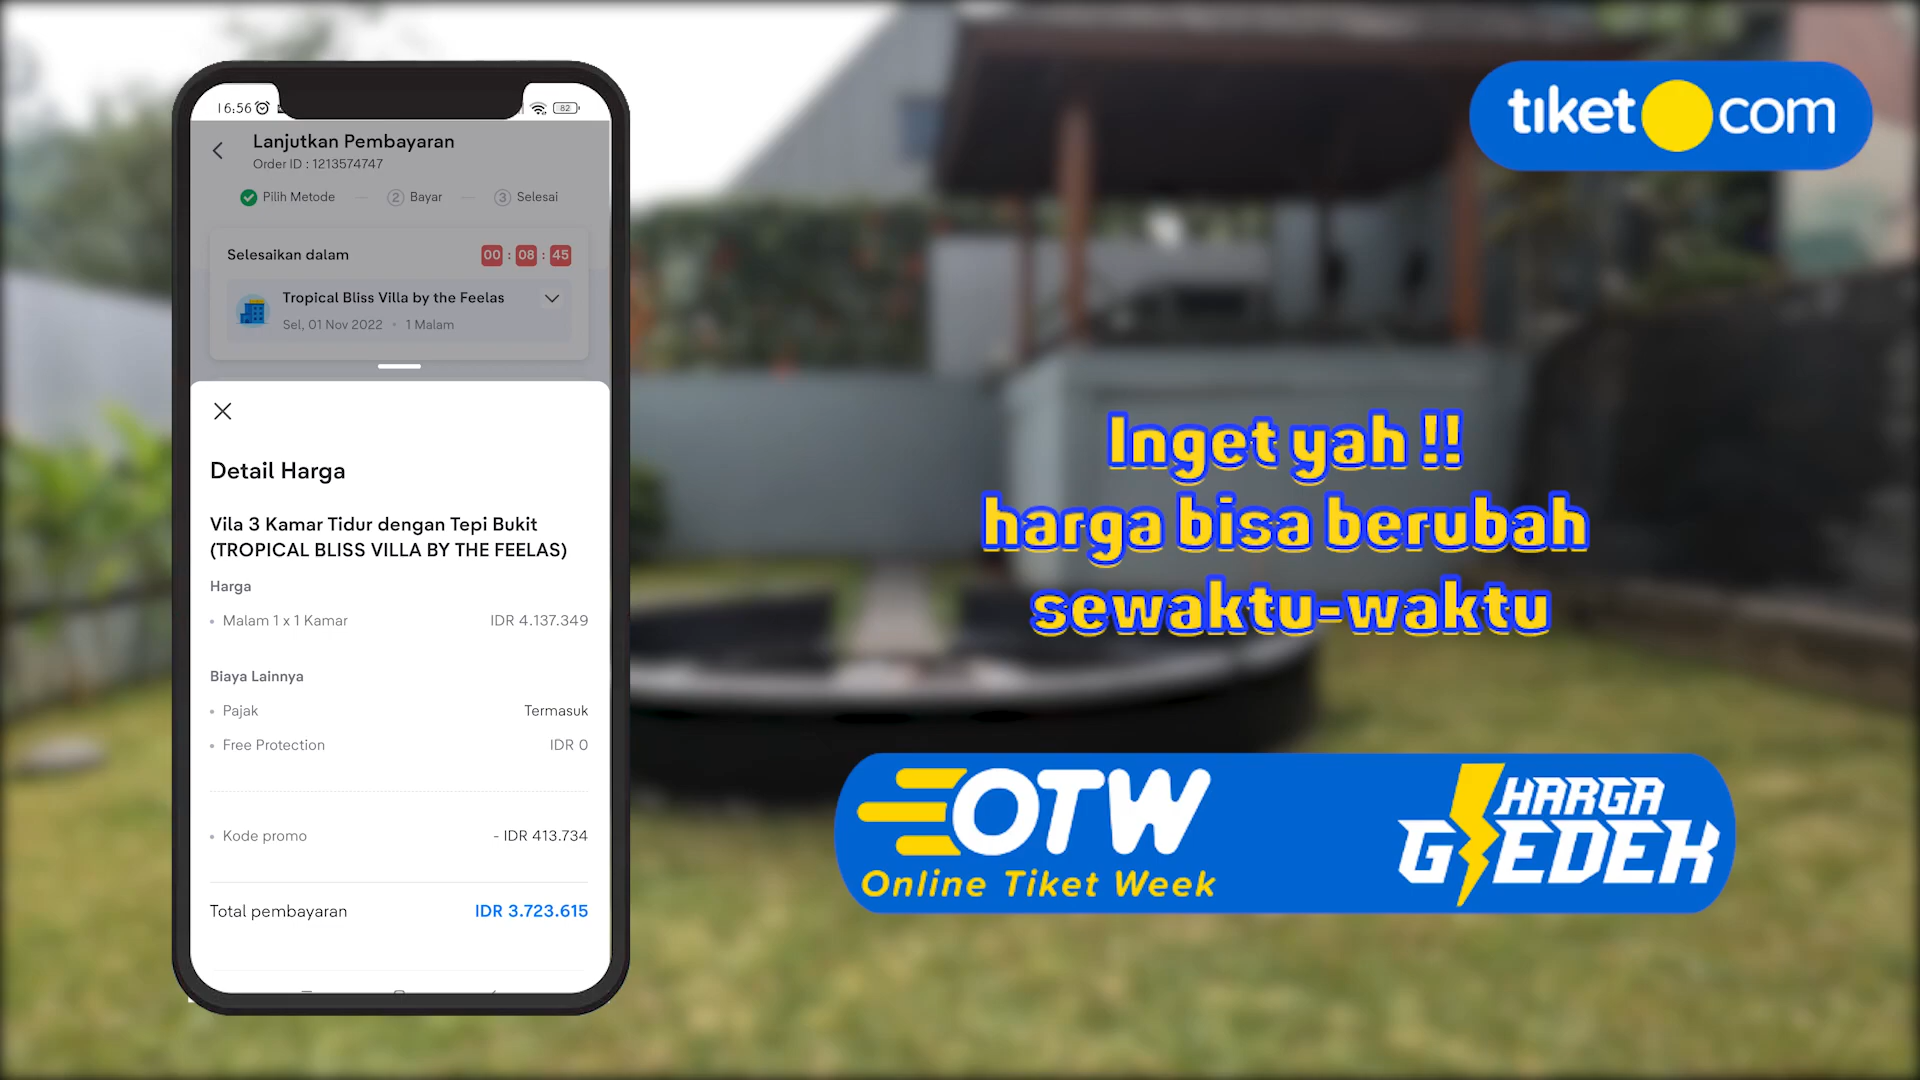 16:56
82
Lanjutkan Pembayaran
Order ID : 1213574747
Pilih Metode
2 Bayar
3 Selesai
Selesaikan dalam
00 : 08 : 45
Tropical Bliss Villa by the Feelas
Sel, 01 Nov 2022 • 1 Malam
Detail Harga
Vila 3 Kamar Tidur dengan Tepi Bukit
(TROPICAL BLISS VILLA BY THE FEELAS)
Harga
• Malam 1 x 1 Kamar IDR 4.137.349
Biaya Lainnya
• Pajak Termasuk
• Free Protection IDR 0
• Kode promo - IDR 413.734
Total pembayaran IDR 3.723.615
tiket.com
Inget yah !!
harga bisa berubah
sewaktu-waktu
OTW
Online Tiket Week
HARGA
GLEDEK